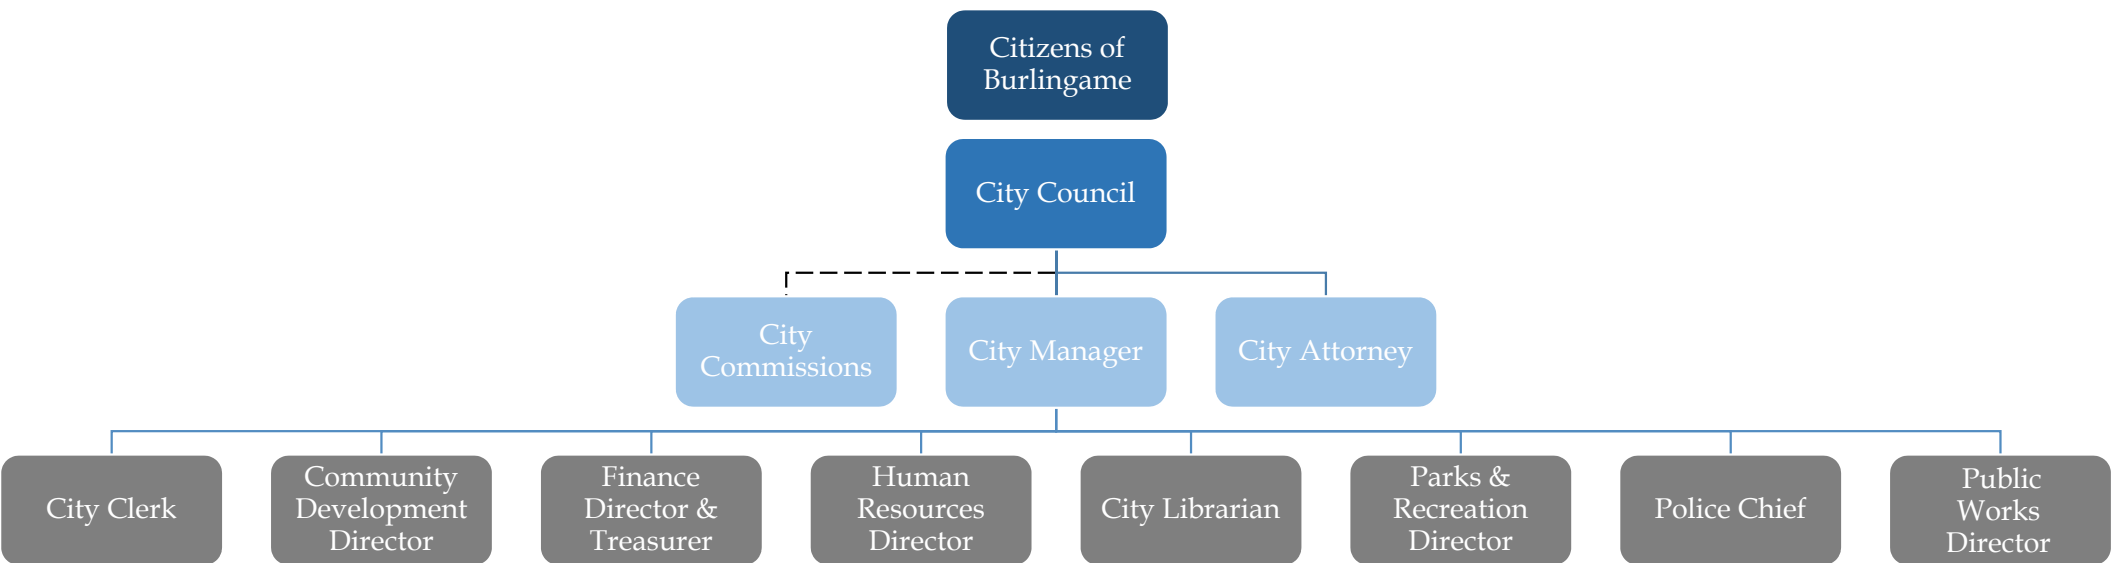 Citizens of
Burlingame
City Council
City
Commissions
City Manager
City Attorney
City Clerk
Community
Development
Director
Finance
Director &
Treasurer
Human
Resources
Director
City Librarian
Parks &
Recreation
Director
Police Chief
Public
Works
Director